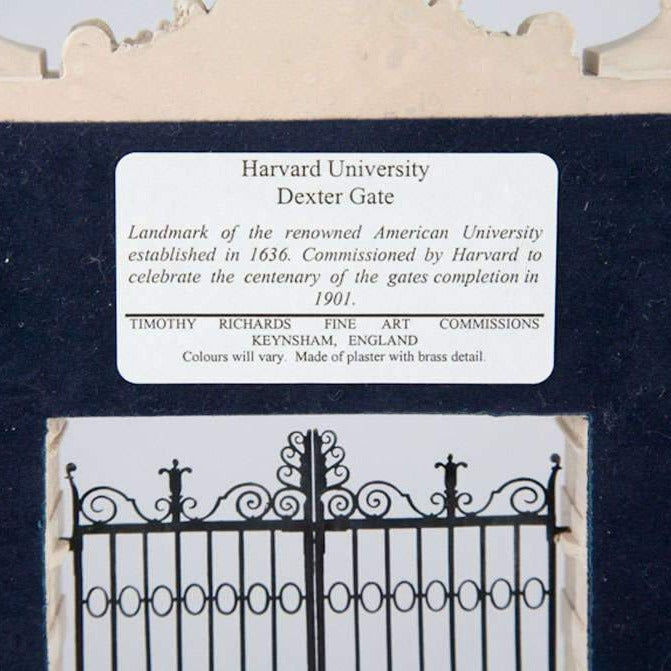 Harvard University
Dexter Gate
Landmark of the renowned American University
established in 1636. Commissioned by Harvard to
celebrate the centenary of the gates completion in
1901.
TIMOTHY RICHARDS FINE ART COMMISSIONS
KEYNSHAM, ENGLAND
Colours will vary. Made of plaster with brass detail.